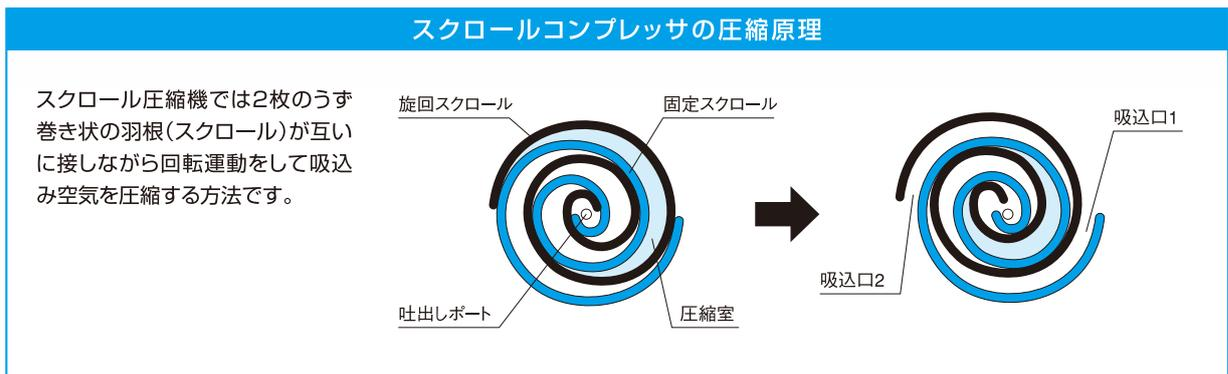 スクロールコンプレッサの圧縮原理
スクロール圧縮機では2枚のうず
巻き状の羽根(スクロール)が互い
に接しながら回転運動をして吸込
み空気を圧縮する方法です。
旋回スクロール
固定スクロール
吐出しポート
圧縮室
吸込口1
吸込口2